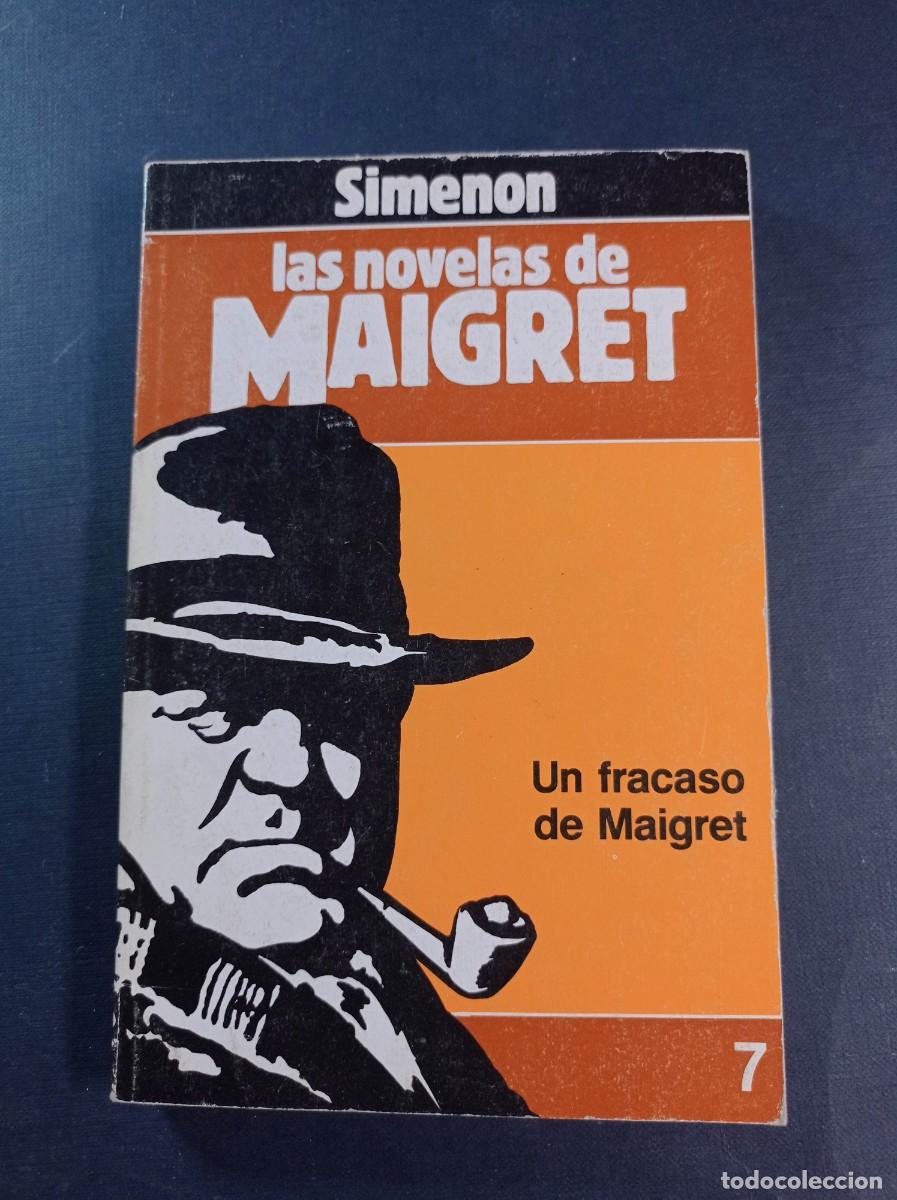 Simenon
las novelas de
MAIGRET
Un fracaso
de Maigret
7
todocoleccion